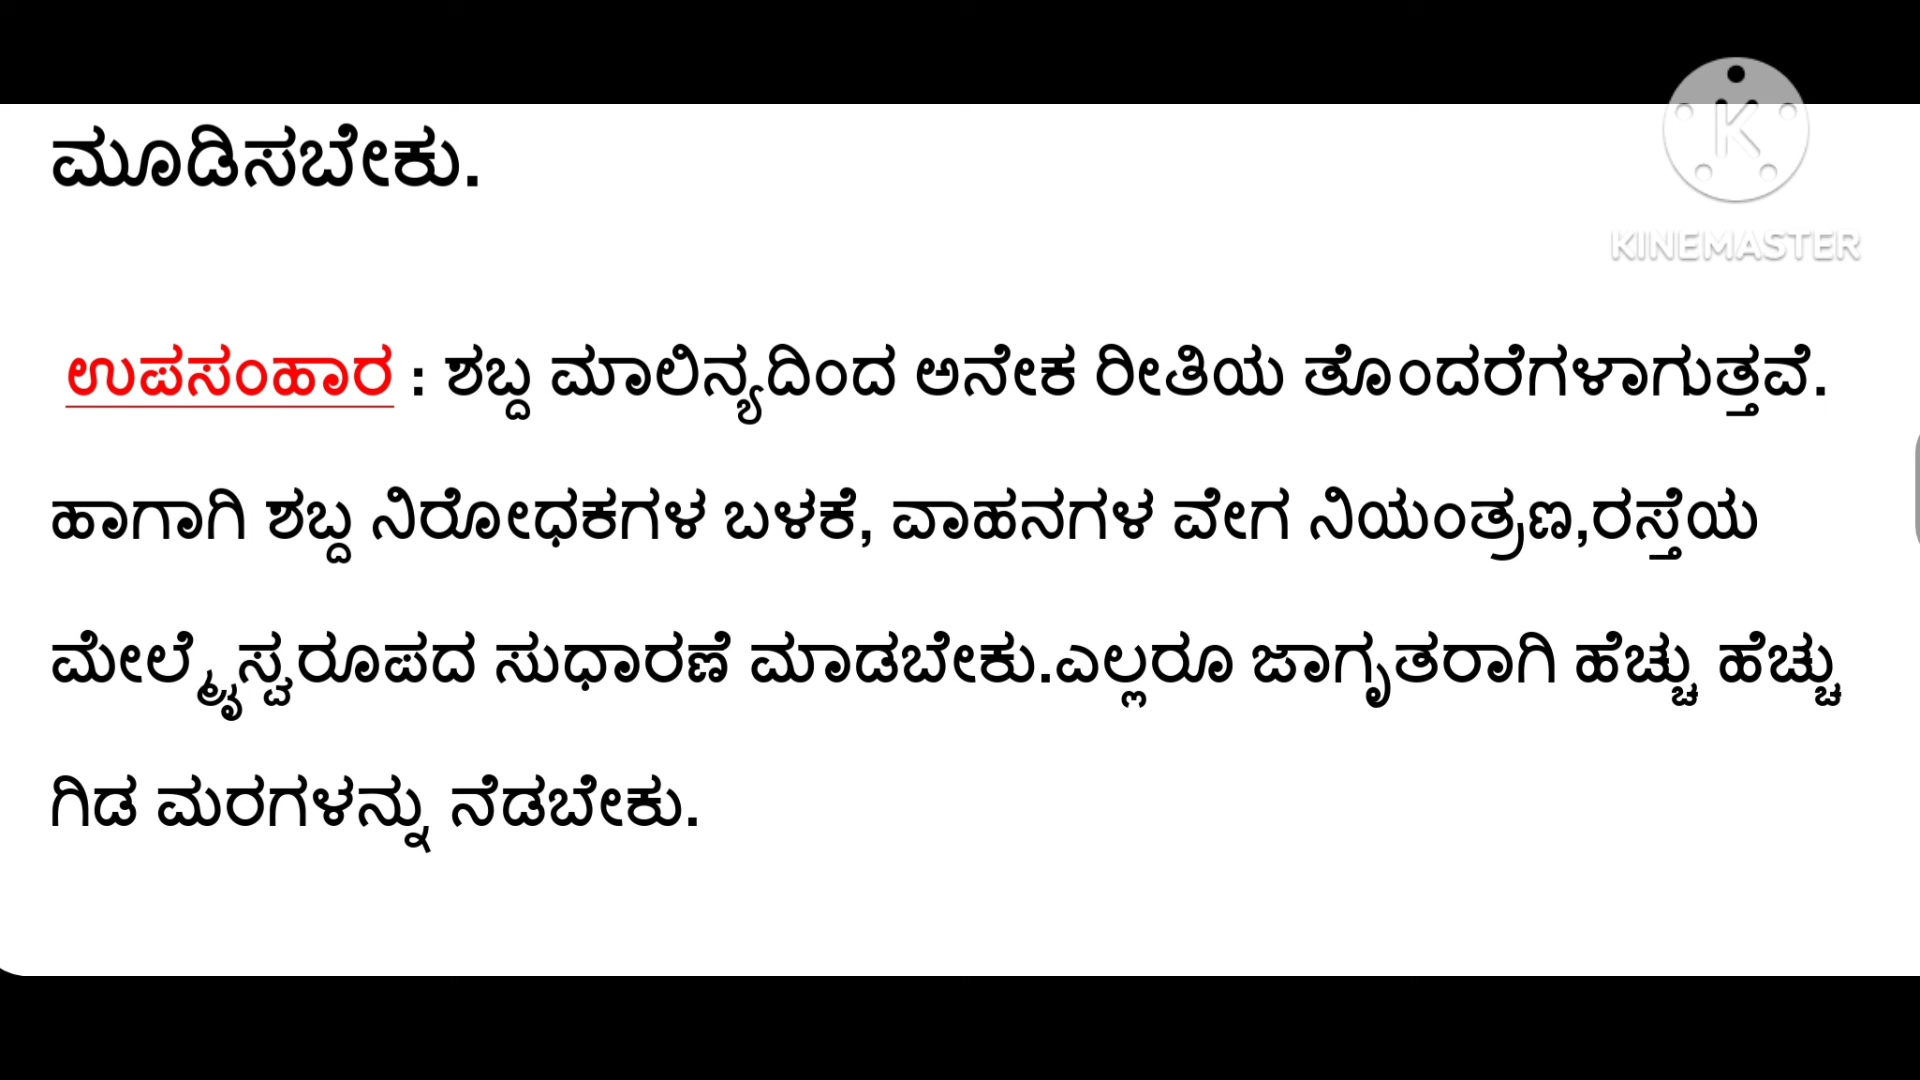 ಮೂಡಿಸಬೇಕು.
KINEMASTER
ಉಪಸಂಹಾರ : ಶಬ್ದ ಮಾಲಿನ್ಯದಿಂದ ಅನೇಕ ರೀತಿಯ ತೊಂದರೆಗಳಾಗುತ್ತವೆ.
ಹಾಗಾಗಿ ಶಬ್ದ ನಿರೋಧಕಗಳ ಬಳಕೆ, ವಾಹನಗಳ ವೇಗ ನಿಯಂತ್ರಣ,ರಸ್ತೆಯ
ಮೇಲ್ಮೈಸ್ವರೂಪದ ಸುಧಾರಣೆ ಮಾಡಬೇಕು.ಎಲ್ಲರೂ ಜಾಗೃತರಾಗಿ ಹೆಚ್ಚು ಹೆಚ್ಚು
ಗಿಡ ಮರಗಳನ್ನು ನೆಡಬೇಕು.